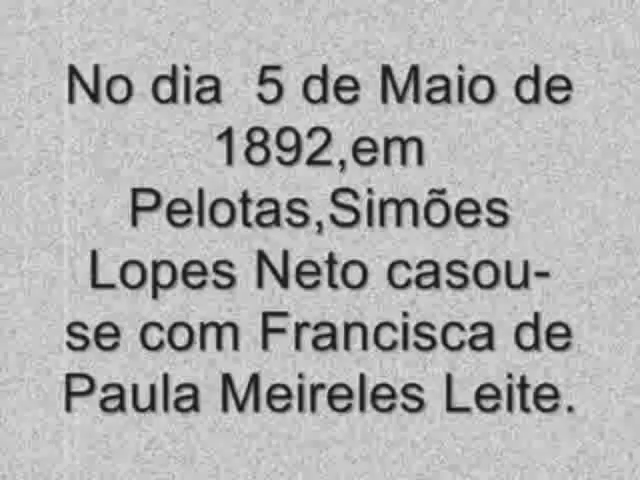 No dia  5 de Maio de
1892,em
Pelotas,Simões
Lopes Neto casou-
se com Francisca de
Paula Meireles Leite.